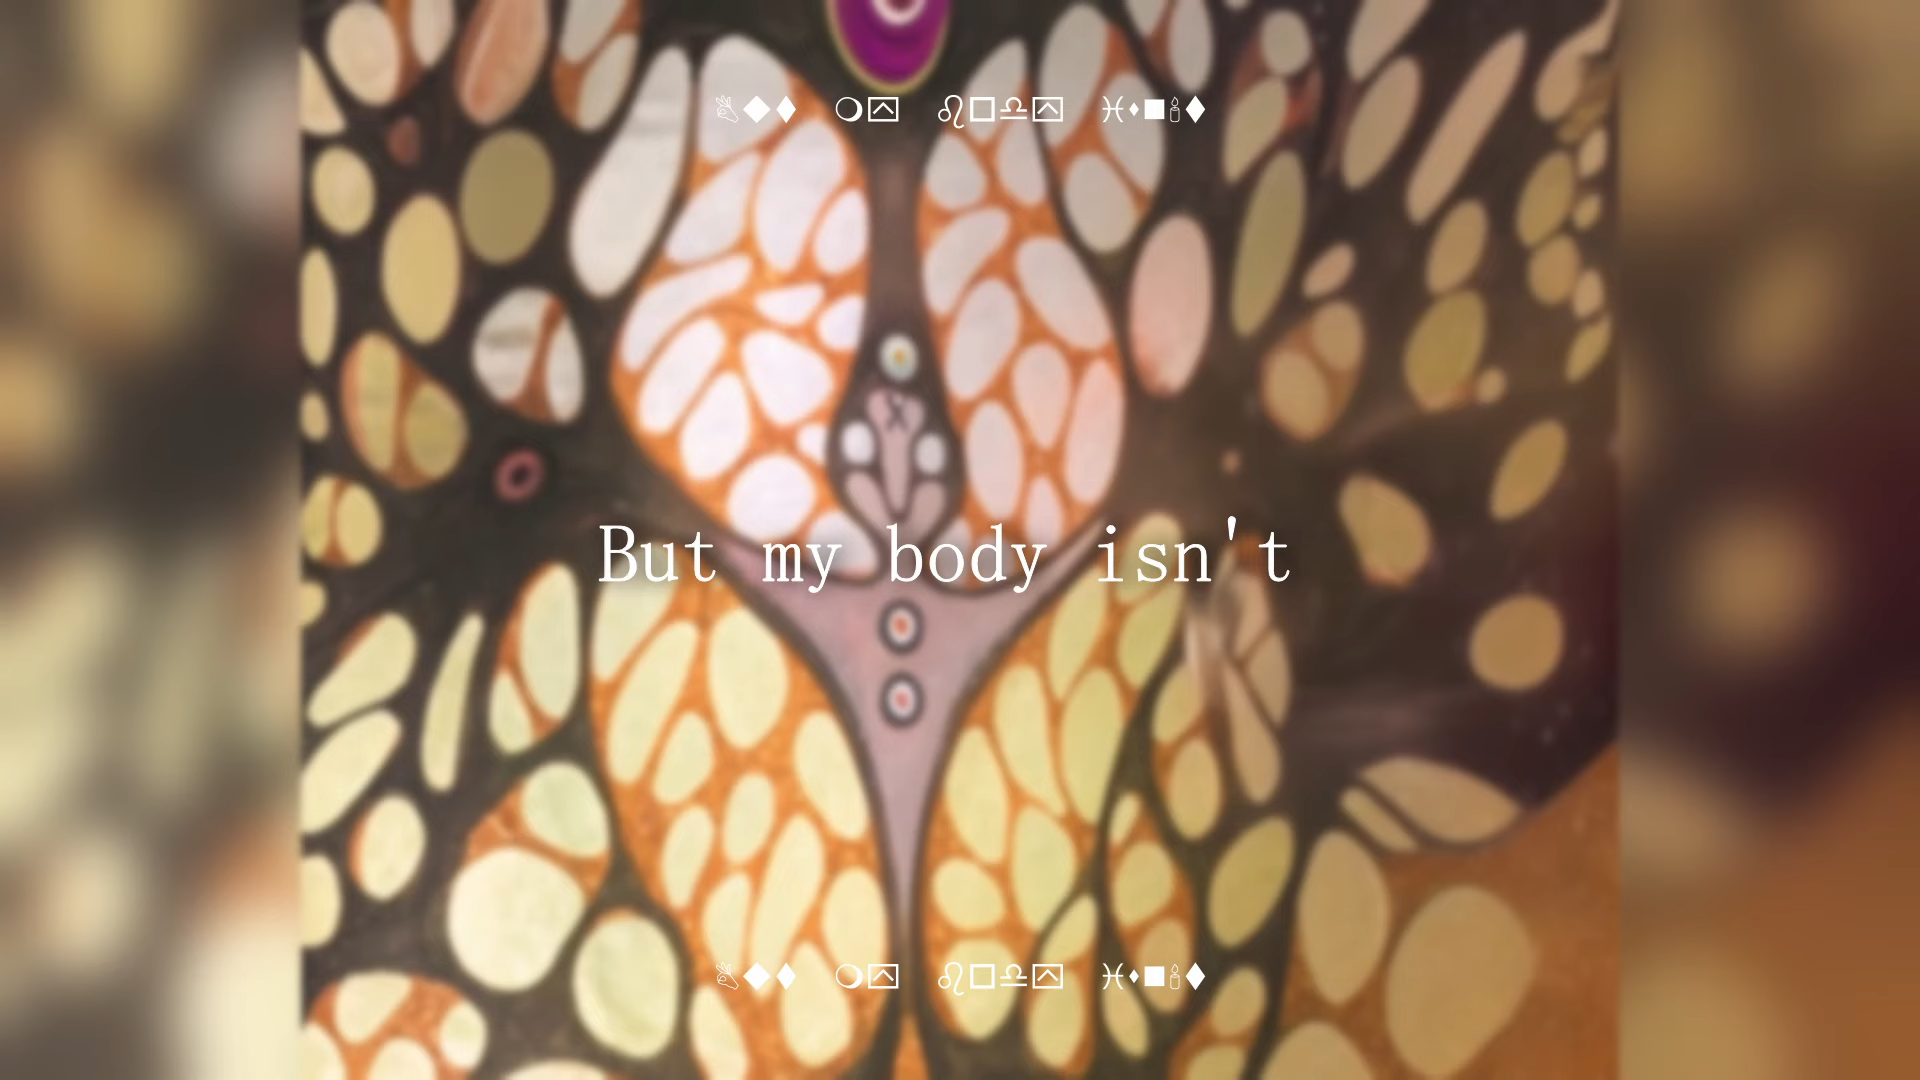 👌︎◆︎⧫︎ ❍︎⍓︎ ♌︎□︎♎︎⍓︎ ♓︎⬧︎■︎🕯︎⧫︎
But my body isn't
👌︎◆︎⧫︎ ❍︎⍓︎ ♌︎□︎♎︎⍓︎ ♓︎⬧︎■︎🕯︎⧫︎